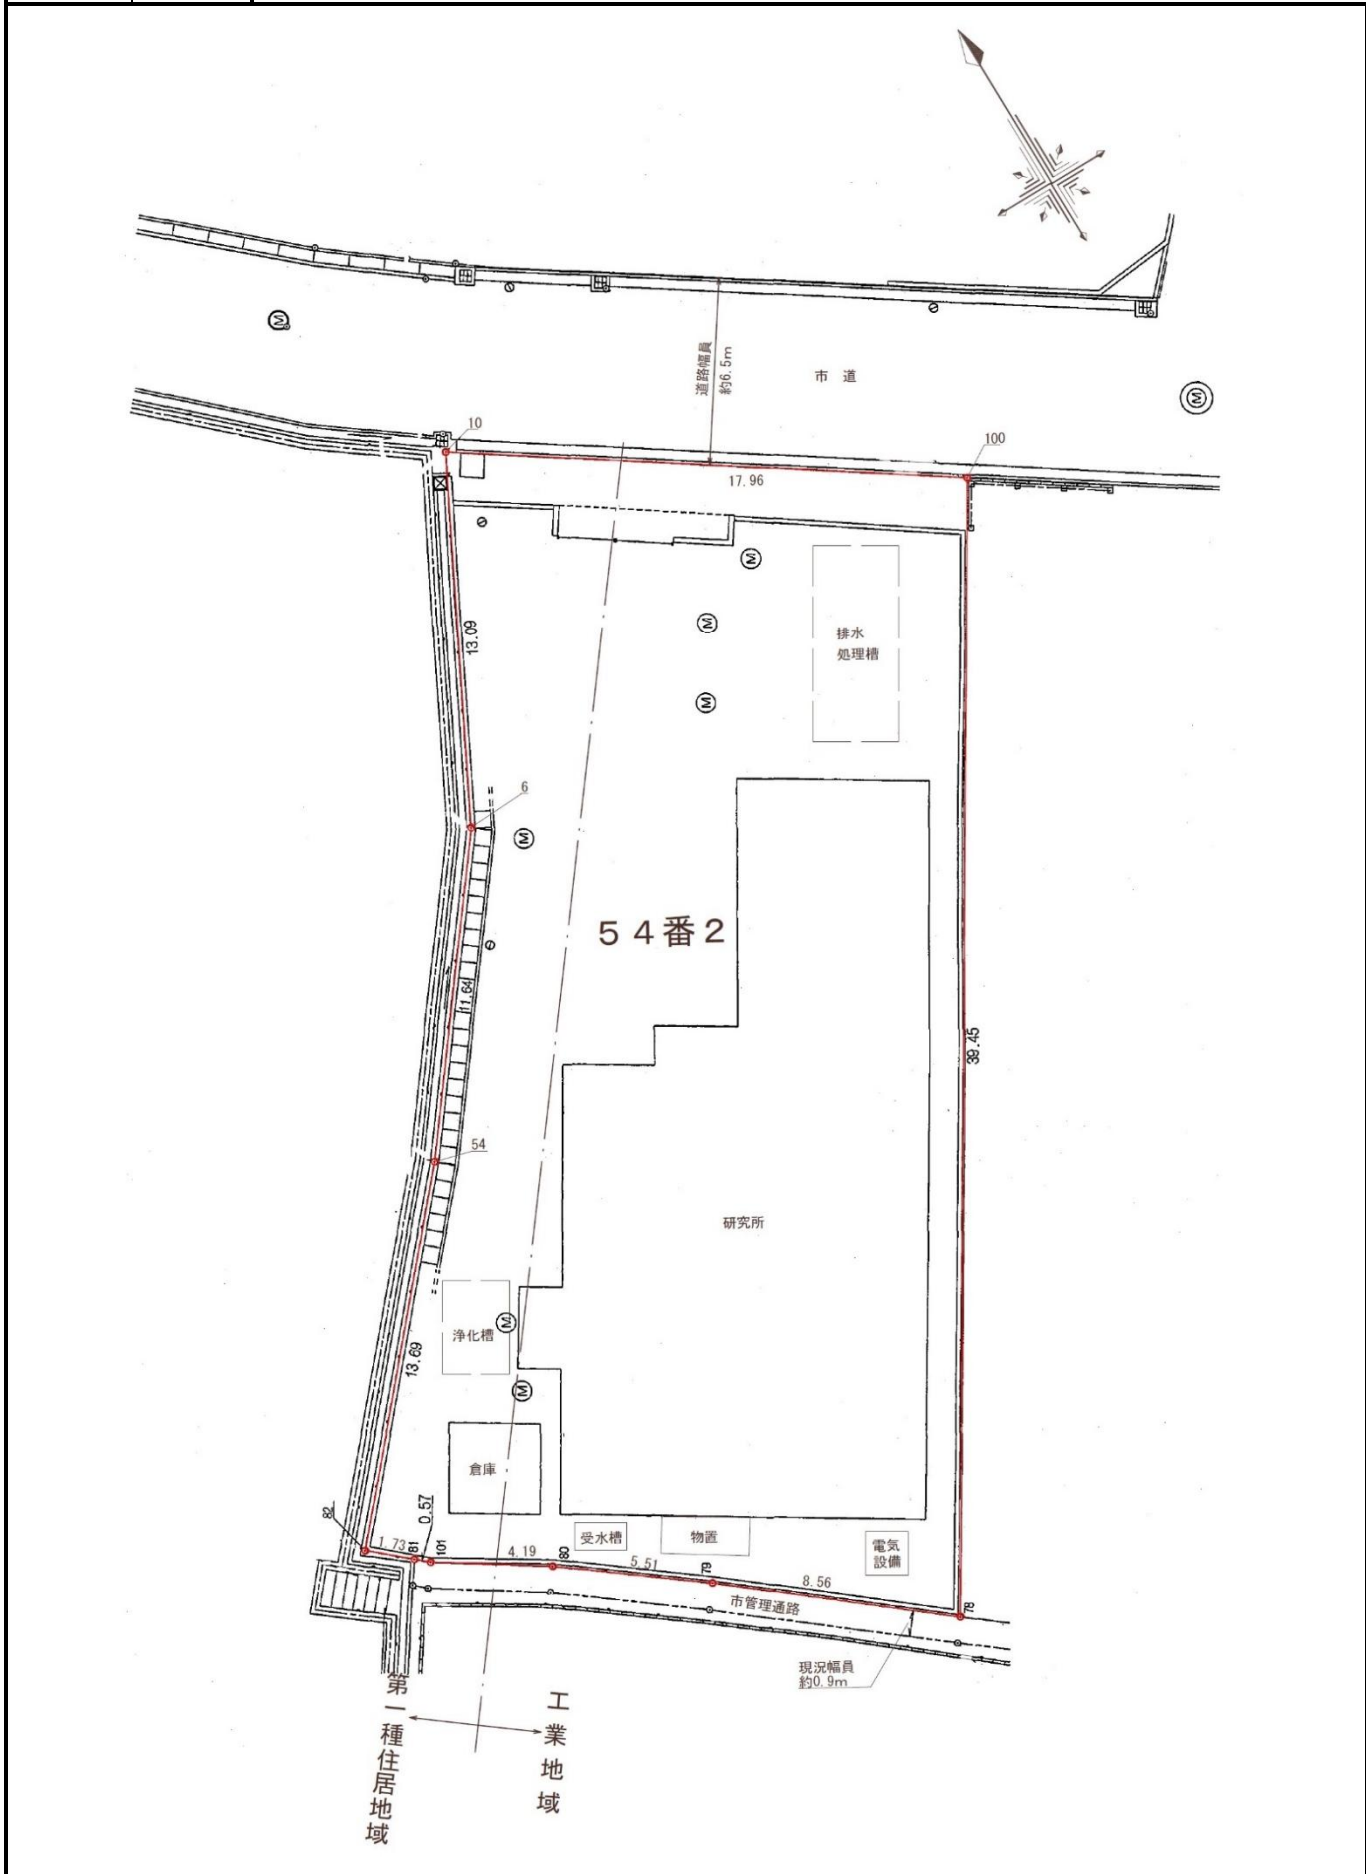 道路幅員
約6.5m
市 道
10
100
17.96
13.09
排水
処理槽
6
54番2
11.64
39.45
54
研究所
浄化槽
13.69
倉庫
82
1.73
81
0.57
101
4.19
80
受水槽
物置
電気
設備
5.51
79
8.56
78
市管理通路
現況幅員
約0.9m
第一種住居地域
工業地域
M
M
M
M
M
M
M
M